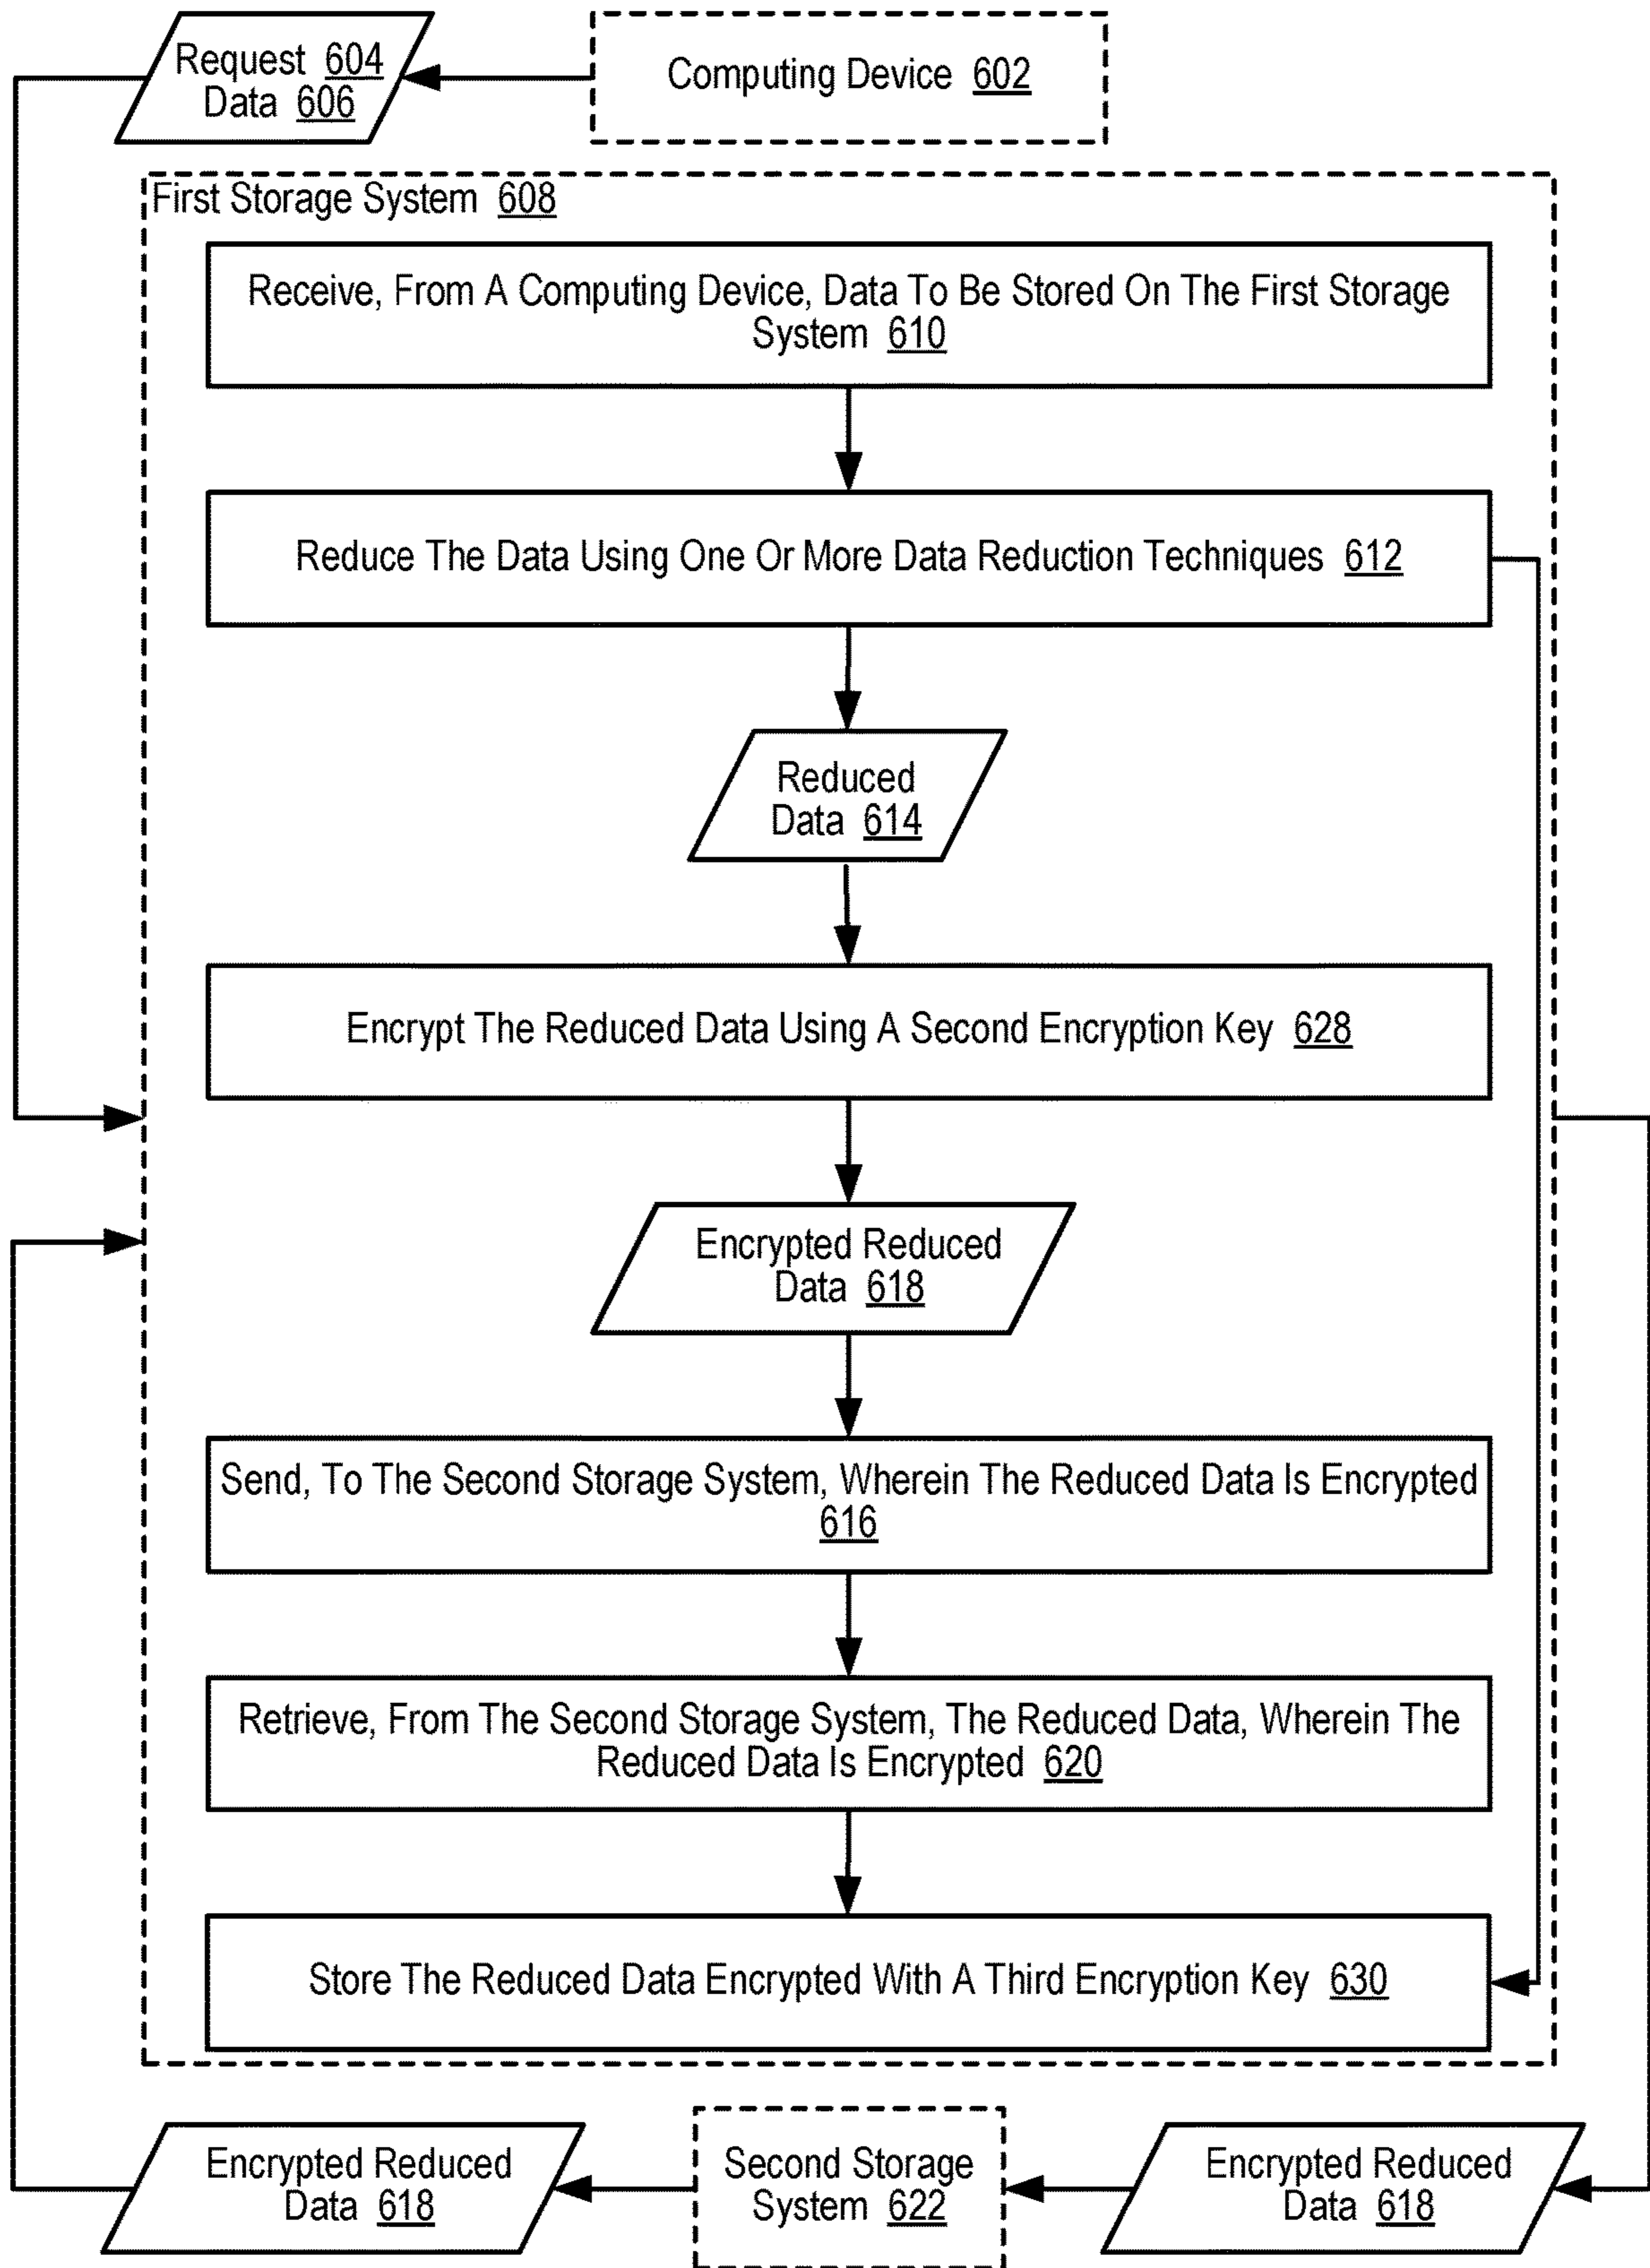 Request 604
Data 606
Computing Device 602
First Storage System 608
Receive, From A Computing Device, Data To Be Stored On The First Storage
System 610
Reduce The Data Using One Or More Data Reduction Techniques 612
Reduced
Data 614
Encrypt The Reduced Data Using A Second Encryption Key 628
Encrypted Reduced
Data 618
Send, To The Second Storage System, Wherein The Reduced Data Is Encrypted
616
Retrieve, From The Second Storage System, The Reduced Data, Wherein The
Reduced Data Is Encrypted 620
Store The Reduced Data Encrypted With A Third Encryption Key 630
Encrypted Reduced
Data 618
Second Storage
System 622
Encrypted Reduced
Data 618